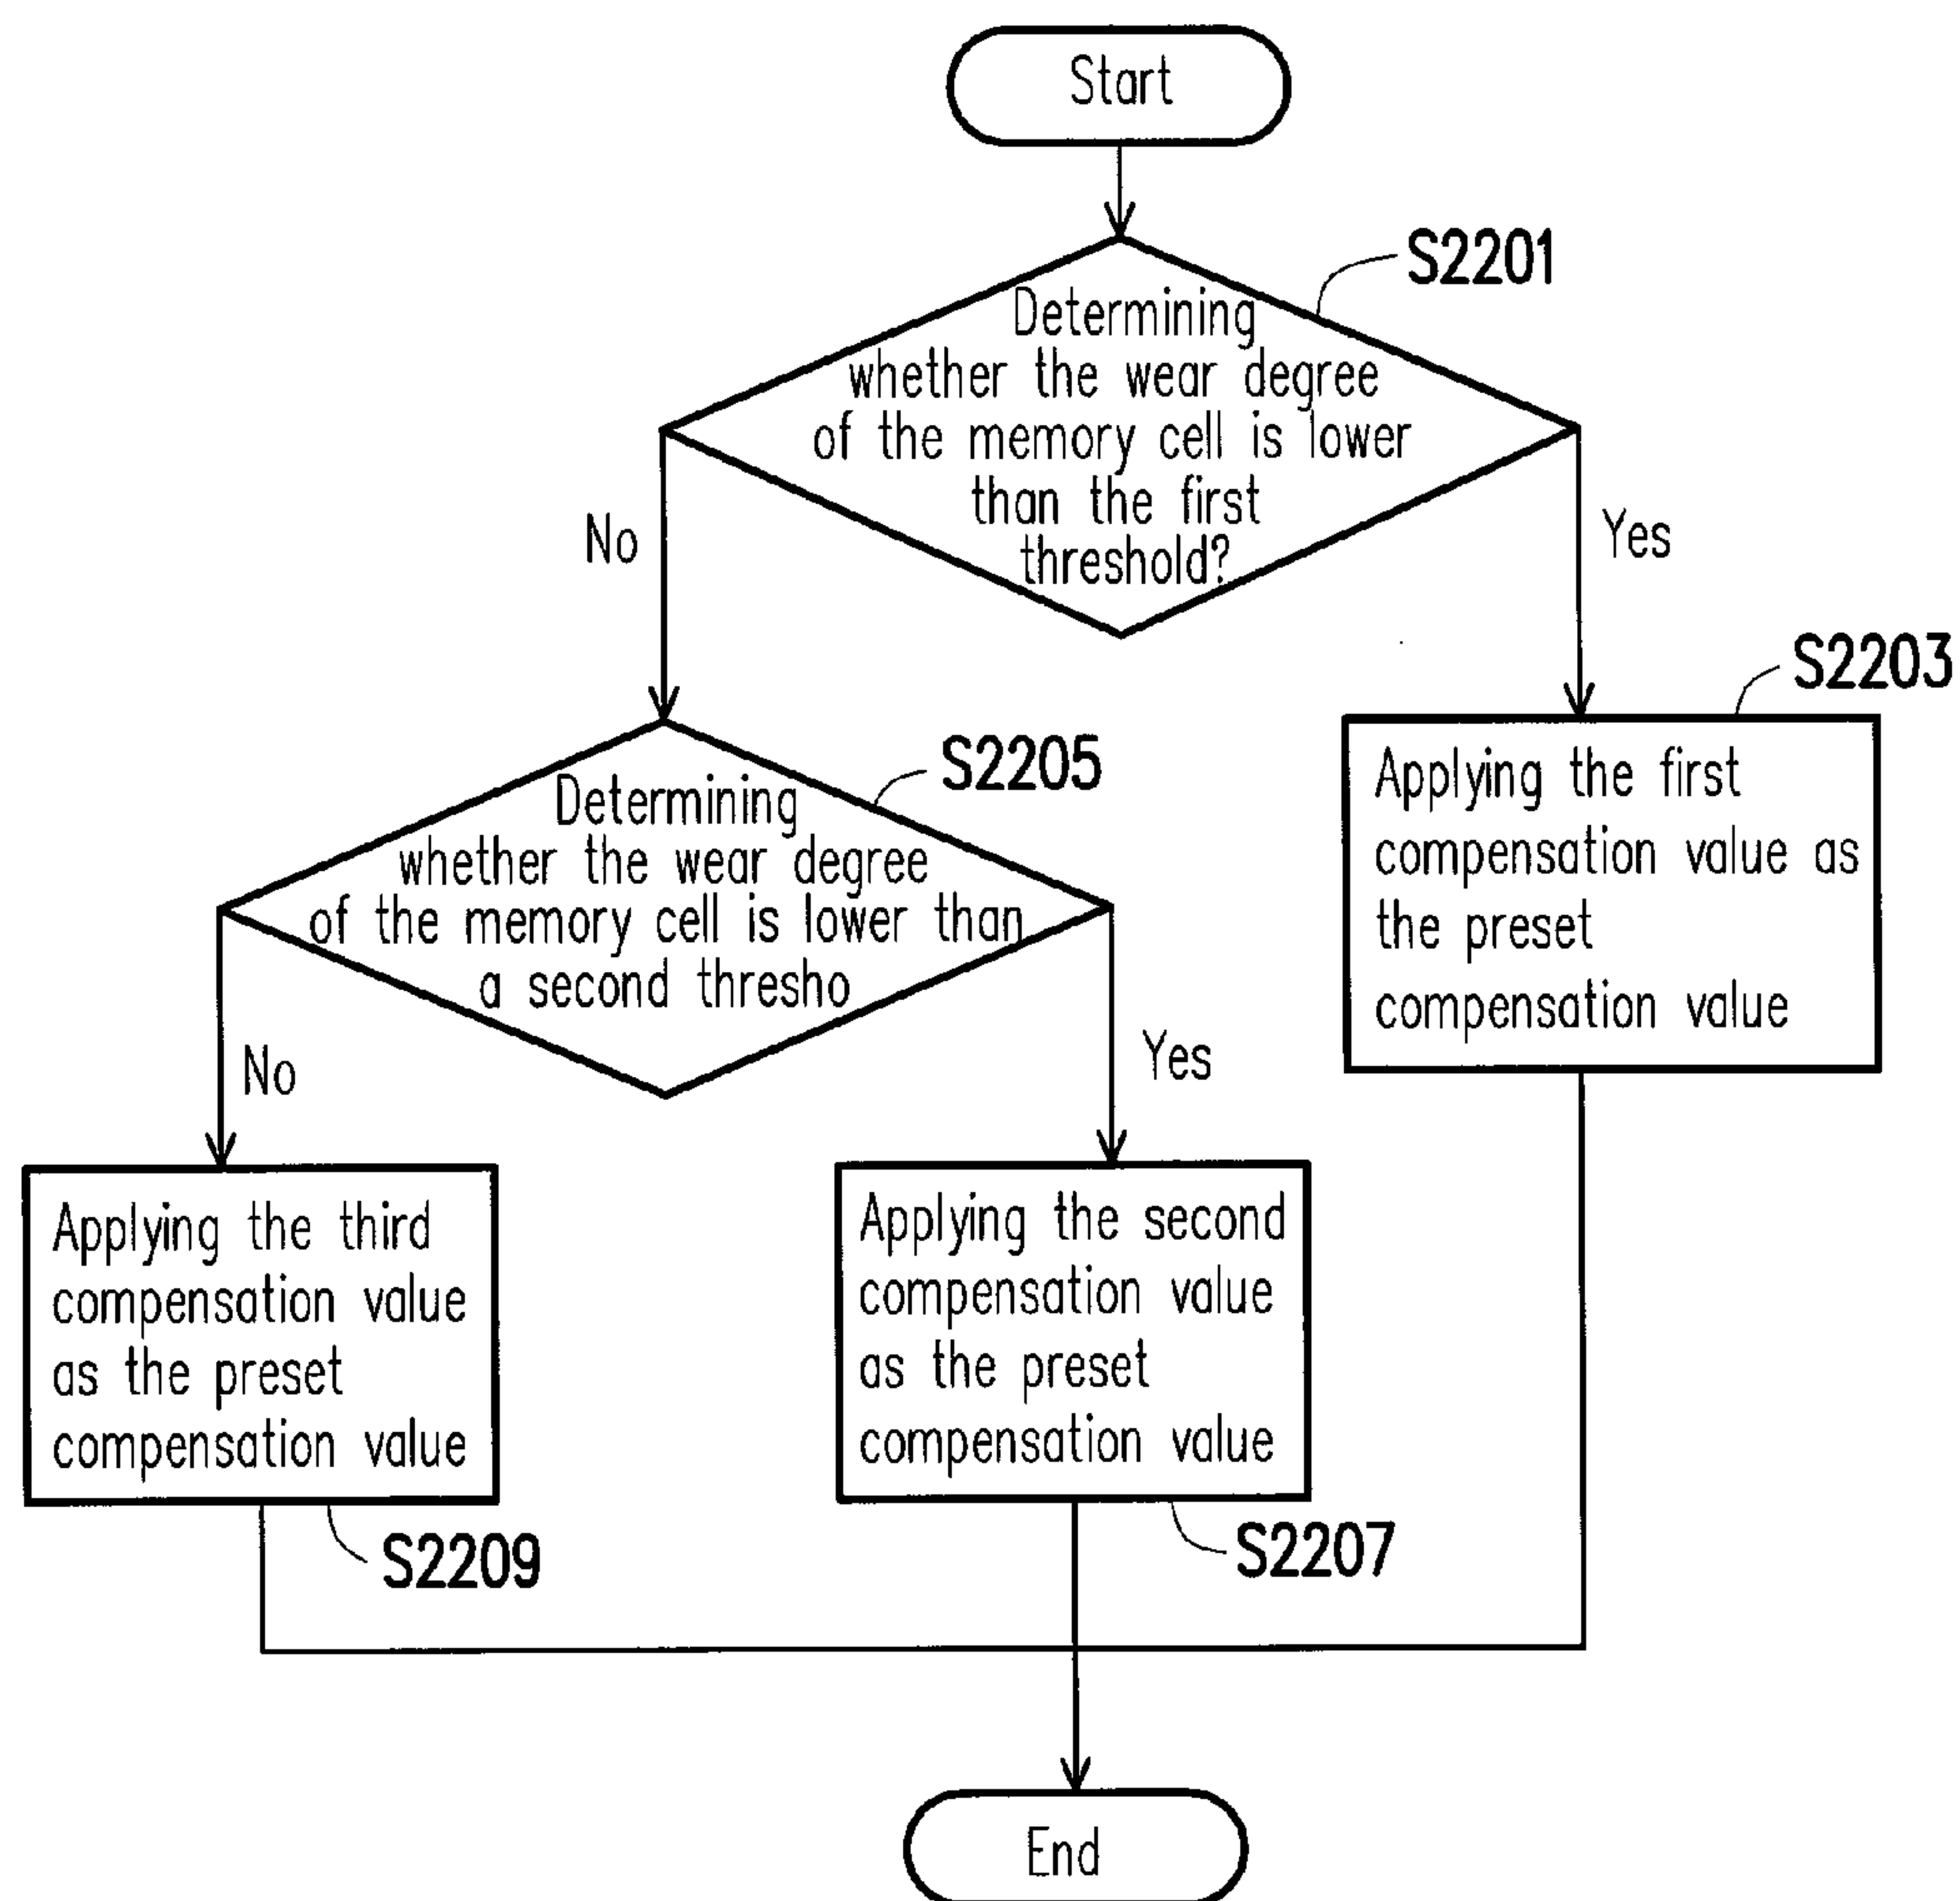 Start
S2201
Determining
whether the wear degree
of the memory cell is lower
than the first
threshold?
No
Yes
S2203
Applying the first
compensation value as
the preset
compensation value
S2205
Determining
whether the wear degree
of the memory cell is lower than
a second thresho
No
Yes
Applying the third
compensation value
as the preset
compensation value
S2209
Applying the second
compensation value
as the preset
compensation value
S2207
End